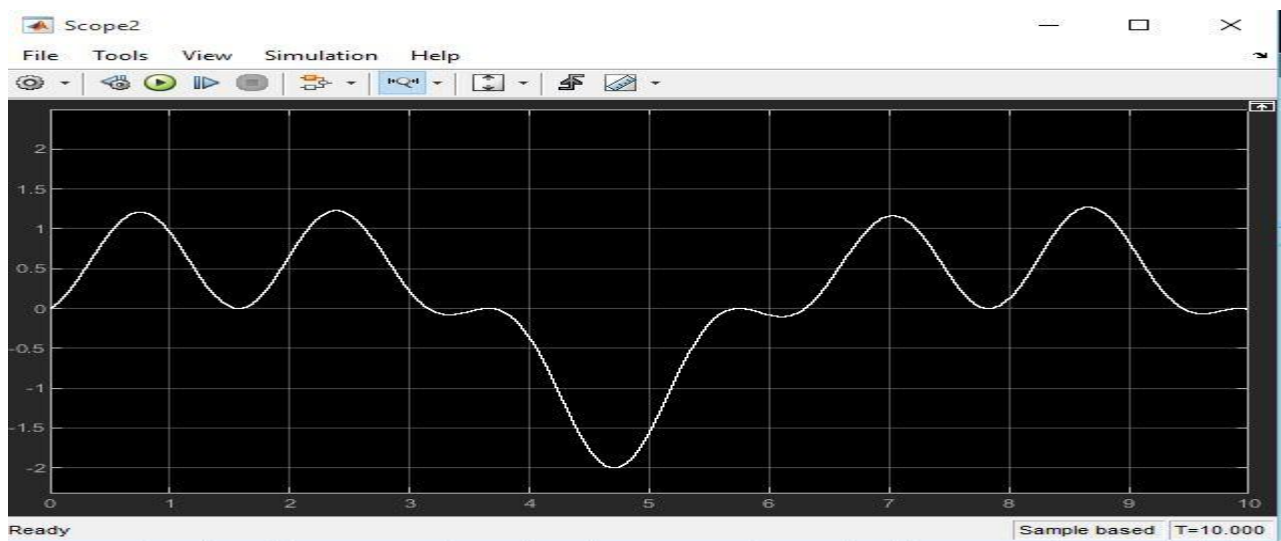 Scope2
File Tools View Simulation Help
2
1.5
1
0.5
0
-0.5
-1
-1.5
-2
0 1 2 3 4 5 6 7 8 9 10
Ready Sample based T=10.000